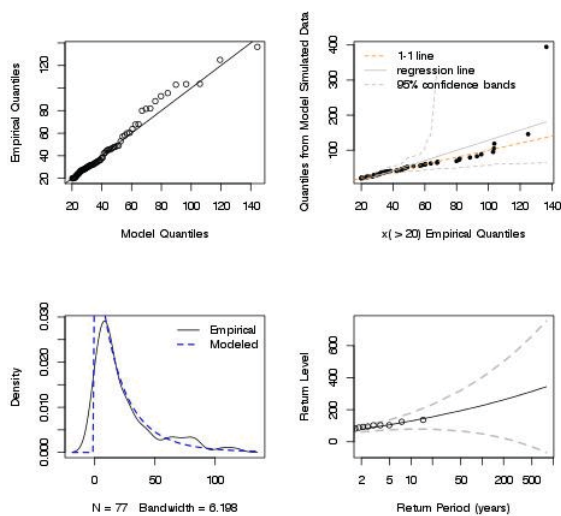 Empirical Quantiles
20 40 60 80 120
20 40 60 80 100 120 140
Model Quantiles
Quantiles from Model Simulated Data
100 200 300 400
1-1 line
regression line
95% confidence bands
20 40 60 80 100 120
x( > 20) Empirical Quantiles
Density
0.000 0.010 0.020 0.030
Empirical
Modeled
0 50 100
N = 77 Bandwidth = 6.198
Return Level
0 200 400 600
2 5 10 20 50 100 200 500
Return Period (years)